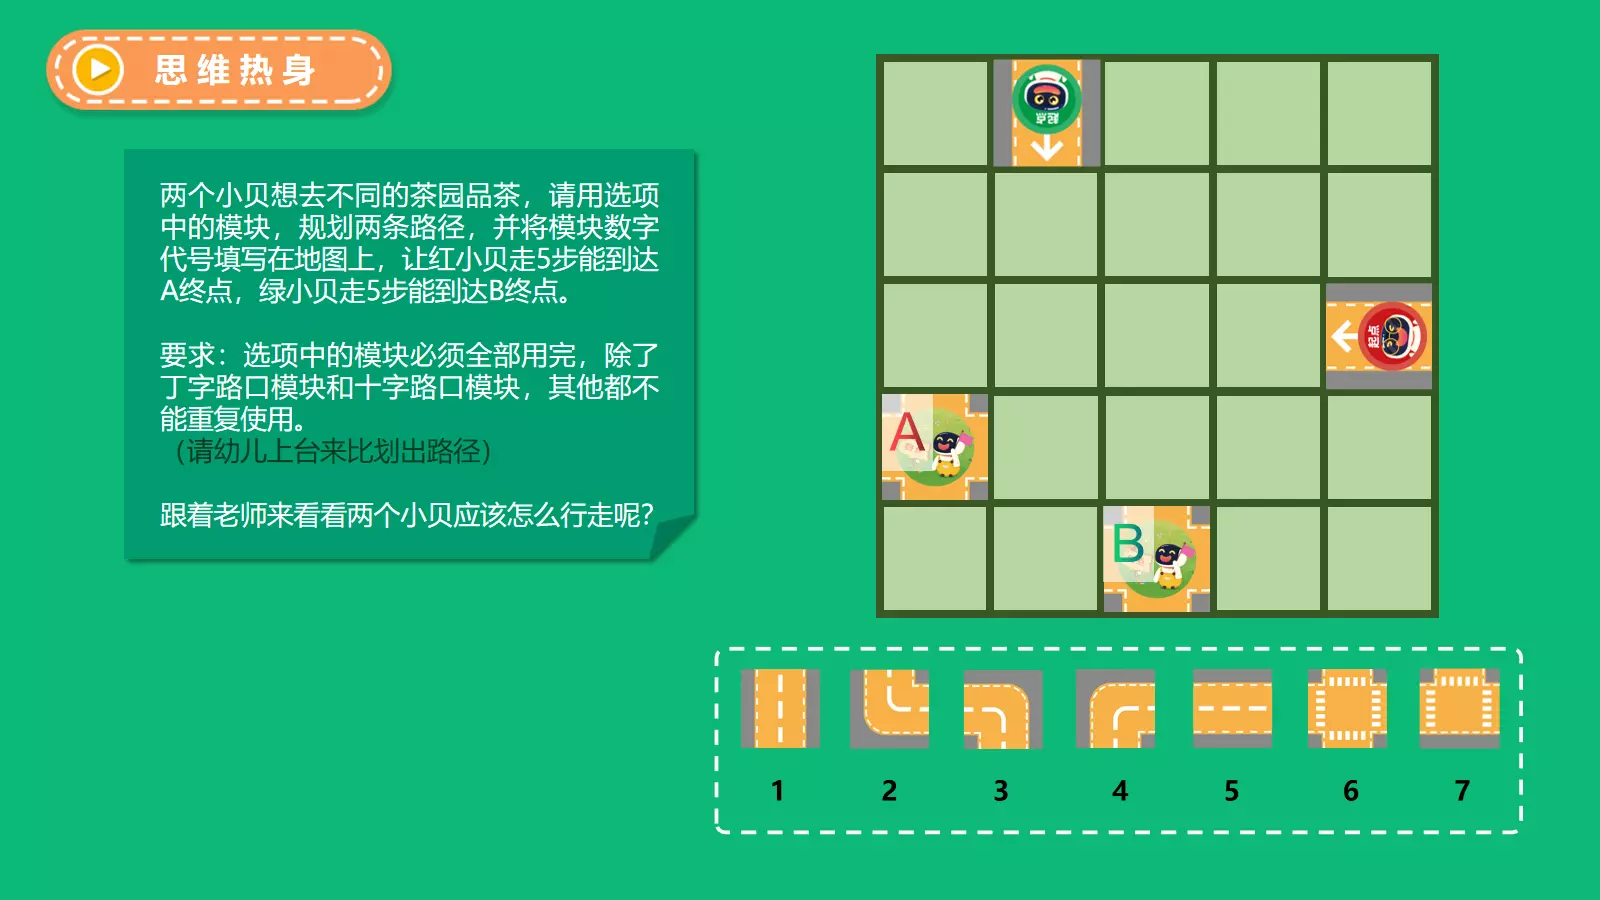 思维热身
两个小贝想去不同的茶园品茶，请用选项
中的模块，规划两条路径，并将模块数字
代号填写在地图上，让红小贝走5步能到达
A终点，绿小贝走5步能到达B终点。
要求：选项中的模块必须全部用完，除了
丁字路口模块和十字路口模块，其他都不
能重复使用。
（请幼儿上台来比划出路径）
跟着老师来看看两个小贝应该怎么行走呢？
起点
起点
A
B
1 2 3 4 5 6 7